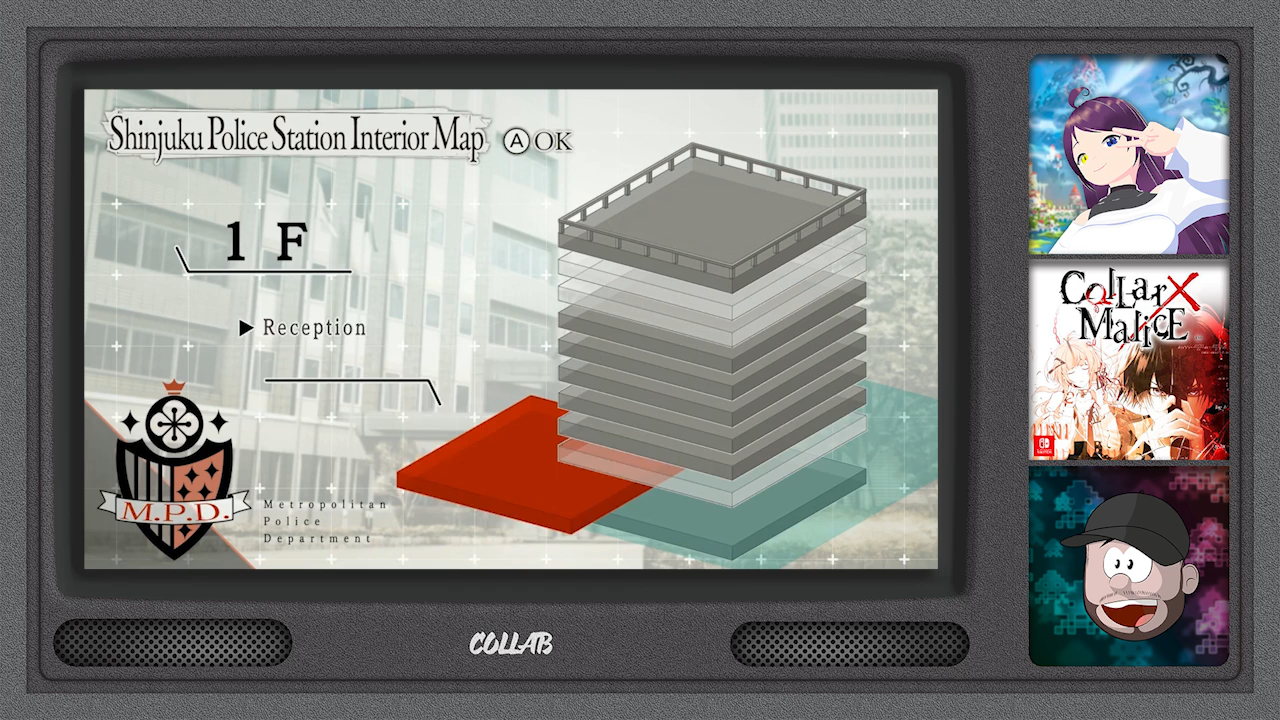 Shinjuku Police Station Interior Map
A OK
1 F
Reception
M.P.D.
Metropolitan
Police
Department
Collar X
Malice
COLLAB